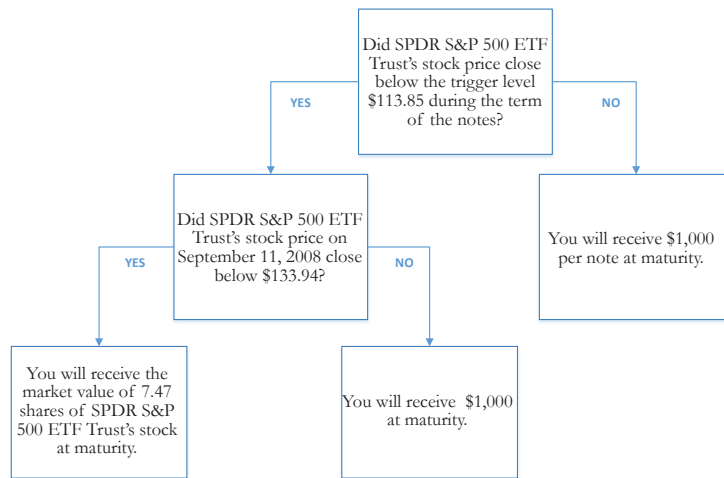 Did SPDR S&P 500 ETF
Trust's stock price close
below the trigger level
$113.85 during the term
of the notes?
YES
NO
Did SPDR S&P 500 ETF
Trust's stock price on
September 11, 2008 close
below $133.94?
You will receive $1,000
per note at maturity.
YES
NO
You will receive the
market value of 7.47
shares of SPDR S&P
500 ETF Trust's stock
at maturity.
You will receive $1,000
at maturity.